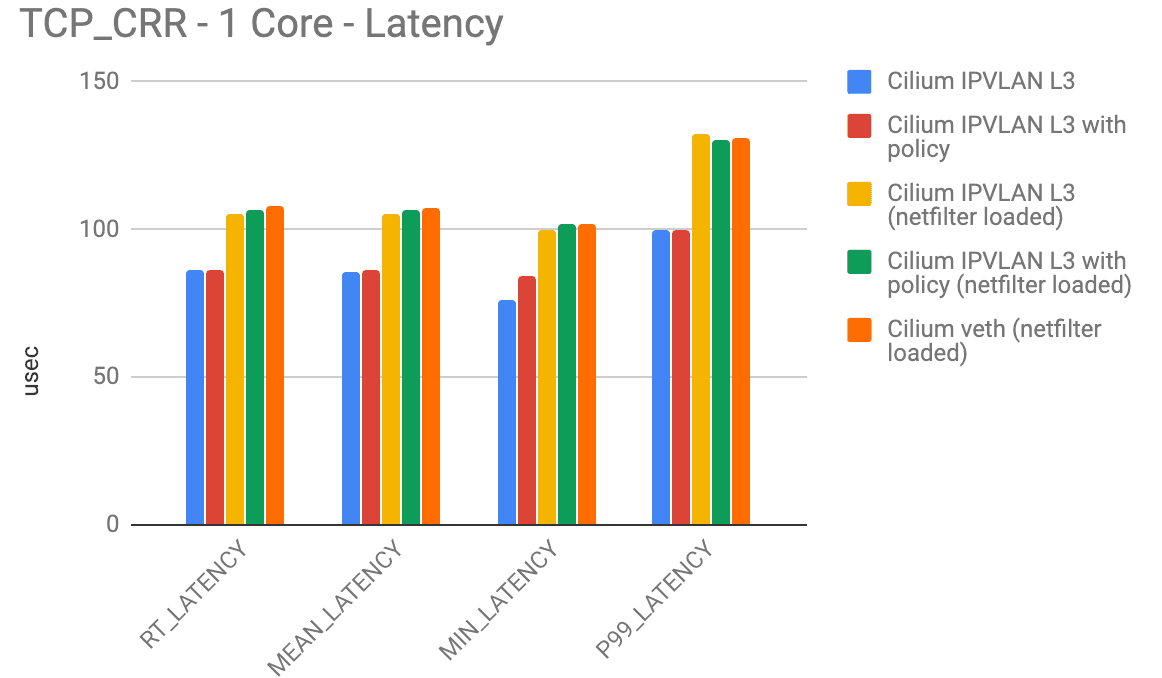 TCP_CRR - 1 Core - Latency
150
100
50
0
usec
RT_LATENCY
MEAN_LATENCY
MIN_LATENCY
P99_LATENCY
Cilium IPVLAN L3
Cilium IPVLAN L3 with
policy
Cilium IPVLAN L3
(netfilter loaded)
Cilium IPVLAN L3 with
policy (netfilter loaded)
Cilium veth (netfilter
loaded)